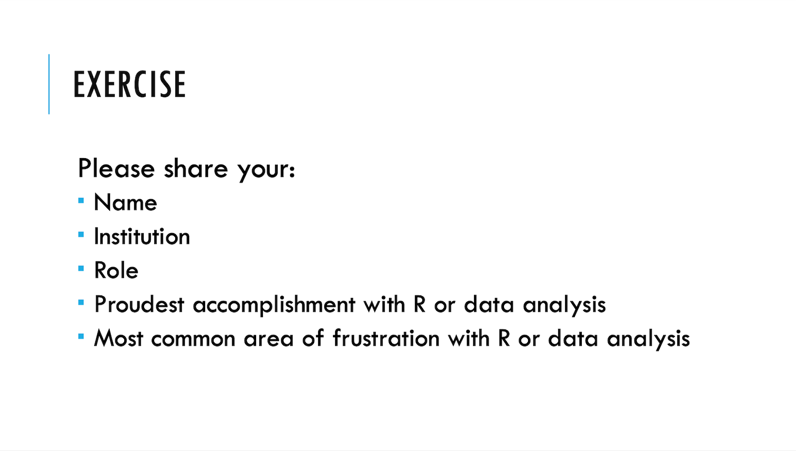 EXERCISE
Please share your:
▪ Name
▪ Institution
▪ Role
▪ Proudest accomplishment with R or data analysis
▪ Most common area of frustration with R or data analysis